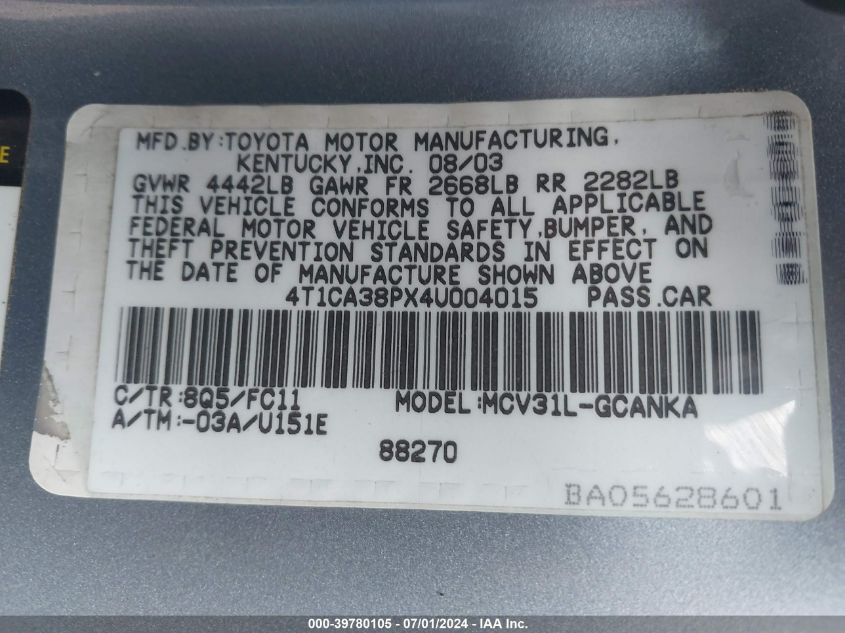 E
MFD.BY:TOYOTA MOTOR MANUFACTURING,
KENTUCKY,INC. 08/03
GVWR 4442LB GAWR FR 2668LB RR 2282LB
THIS VEHICLE CONFORMS TO ALL APPLICABLE
FEDERAL MOTOR VEHICLE SAFETY,BUMPER, AND
THEFT PREVENTION STANDARDS IN EFFECT ON
THE DATE OF MANUFACTURE SHOWN ABOVE
4T1CA38PX4U004015 PASS.CAR
C/TR:8Q5/FC11 MODEL:MCV31L-GCANKA
A/TM:-03A/U151E
88270
BA05628601
000-39780105 - 07/01/2024 - IAA Inc.